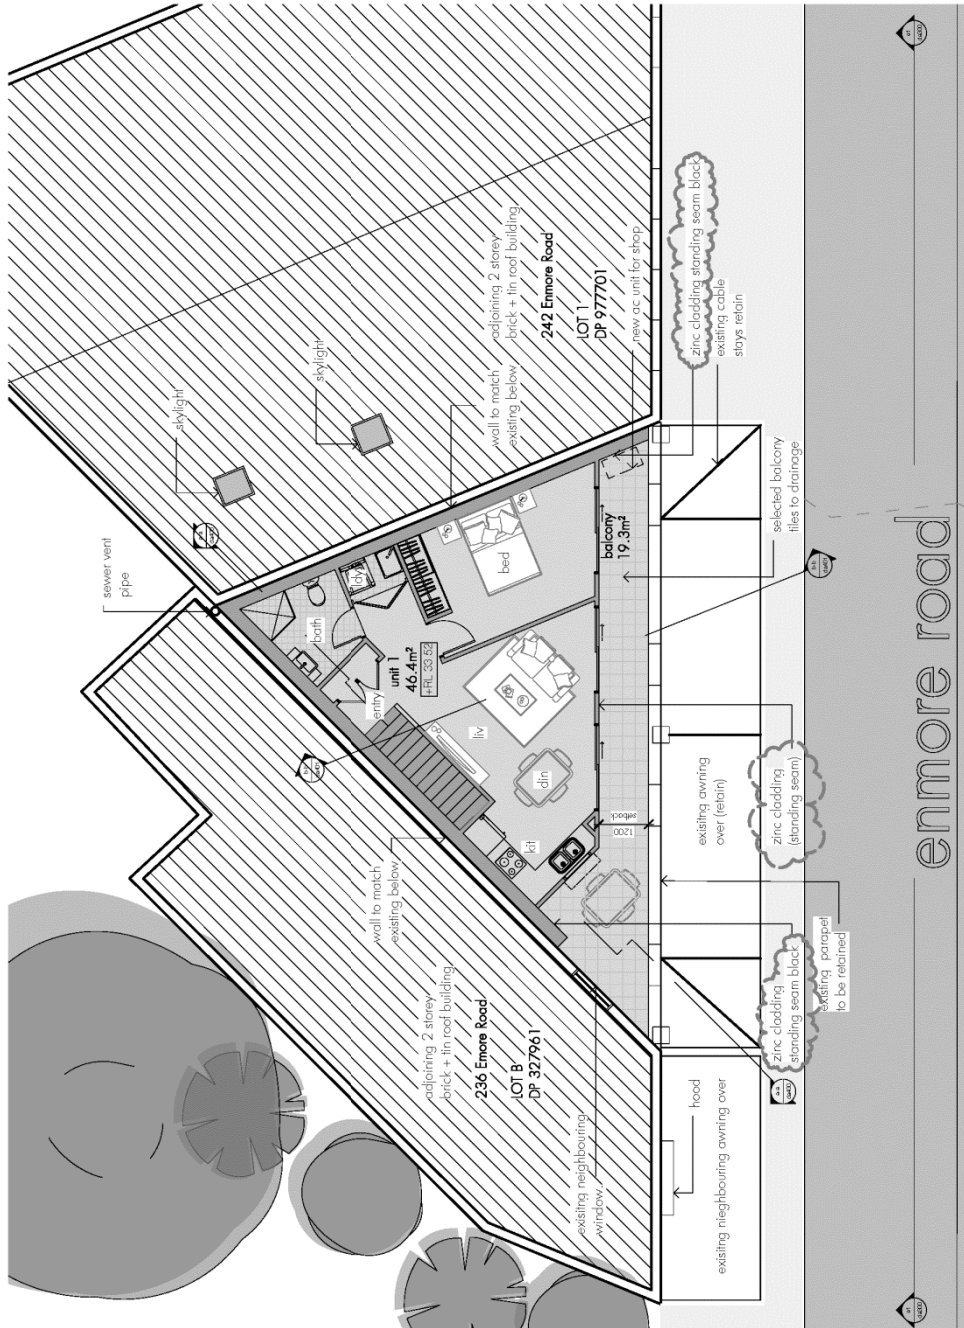 sewer vent
pipe
skylight
skylight
wall to match
existing below
adjoining 2 storey
brick + tin roof building
242 Enmore Road
LOT 1
DP 977701
new ac unit for shop
zinc cladding standing seam black
existing cable
stays retain
bath
ldy
bed
entry
unit 1
46.4m²
+RL 33.52
liv
din
kit
balcony
19.3m²
1200
setback
b-b
b-b
a-a
a-a
wall to match
existing below
adjoining 2 storey
brick + tin roof building
236 Emore Road
LOT B
DP 327961
exisitng neighbouring
window
hood
exisitng nieghbouring awning over
exisitng awning
over (retain)
selected balcony
tiles to drainage
zinc cladding
(standing seam)
zinc cladding
standing seam black
existing parapet
to be retained
enmore road